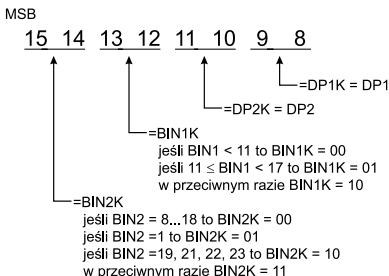 MSB
15 14 13 12 11 10 9 8
=DP1K = DP1
=DP2K = DP2
=BIN1K
jeśli BIN1 < 11 to BIN1K = 00
jeśli 11 ≤ BIN1 < 17 to BIN1K = 01
w przeciwnym razie BIN1K = 10
=BIN2K
jeśli BIN2 = 8...18 to BIN2K = 00
jeśli BIN2 =1 to BIN2K = 01
jeśli BIN2 =19, 21, 22, 23 to BIN2K = 10
w przeciwnym razie BIN2K = 11